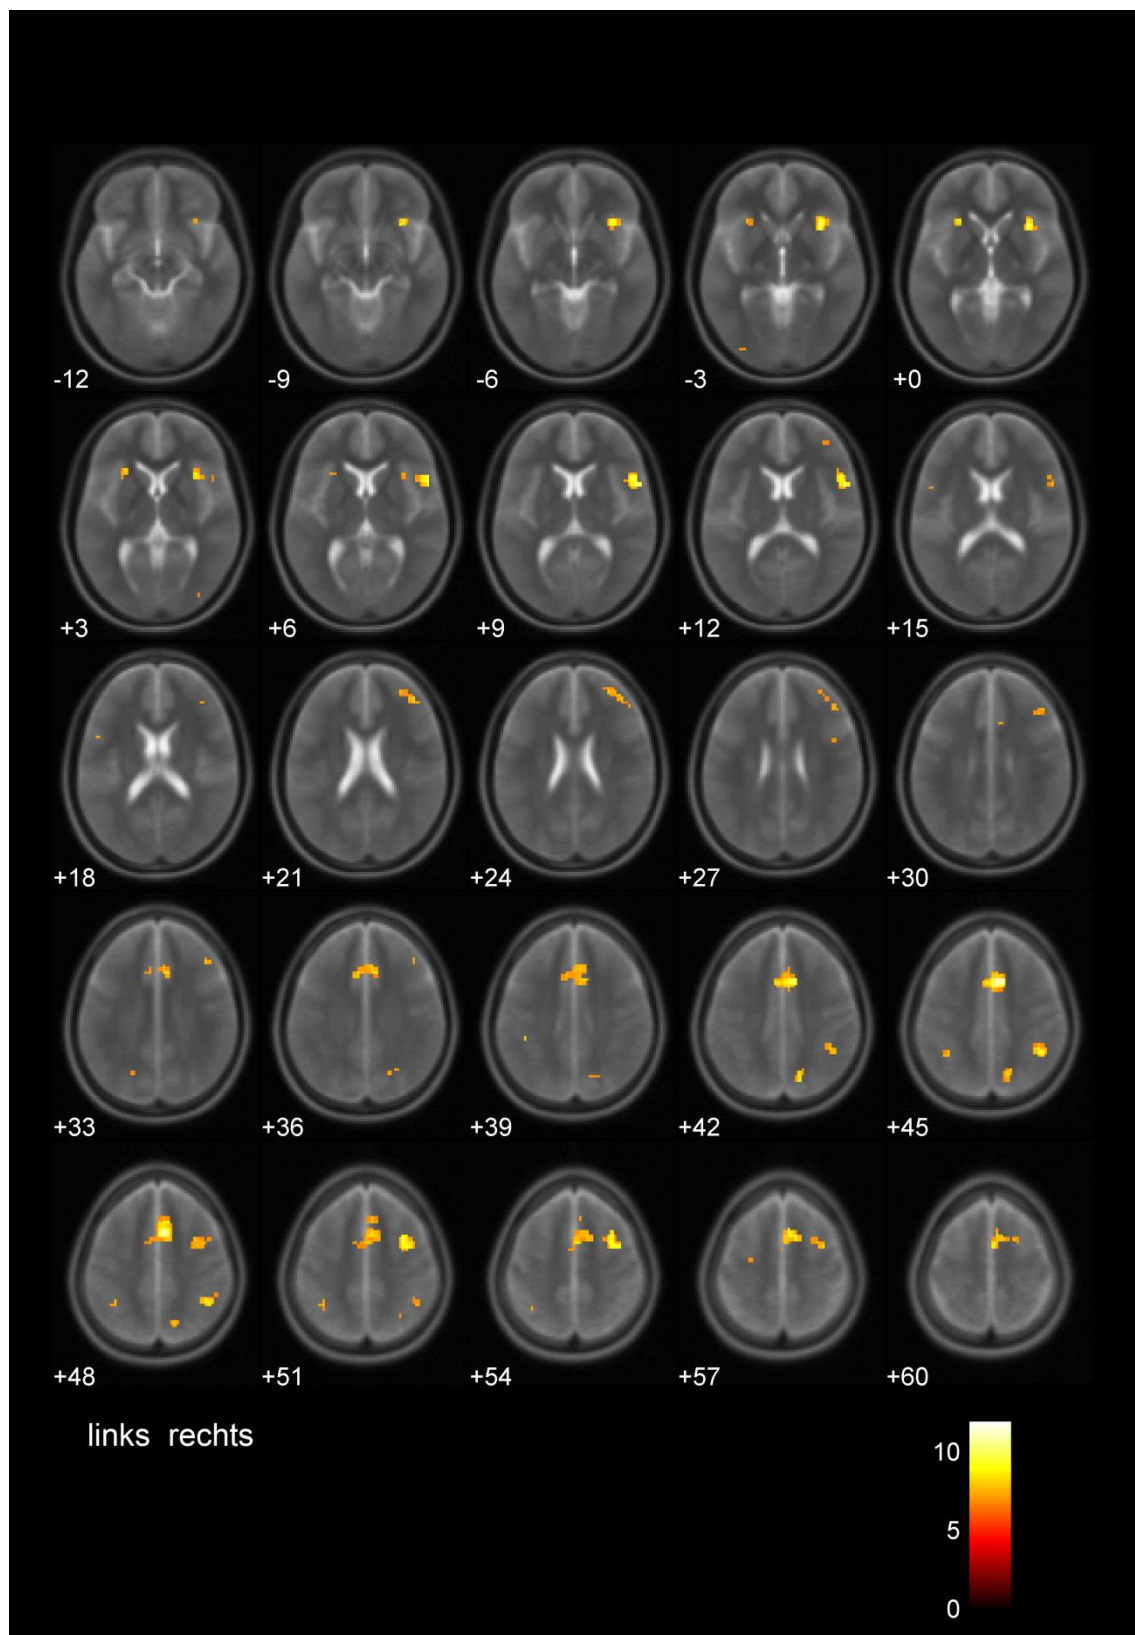 -12 -9 -6 -3 +0
+3 +6 +9 +12 +15
+18 +21 +24 +27 +30
+33 +36 +39 +42 +45
+48 +51 +54 +57 +60
links rechts
10
5
0